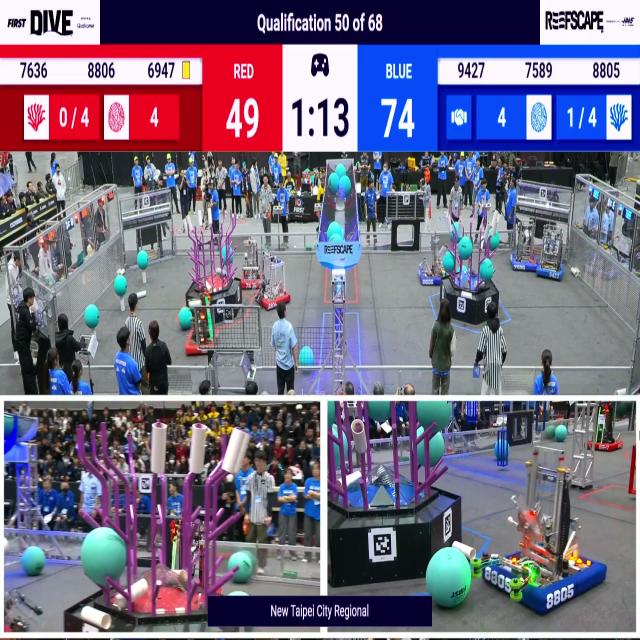 FIRST DIVE
Qualification 50 of 68
REEFSCAPE
7636 8806 6947
RED
BLUE
9427 7589 8805
0 / 4
4
49
1:13
74
4
1 / 4
REEFSCAPE
8805
8805
New Taipei City Regional